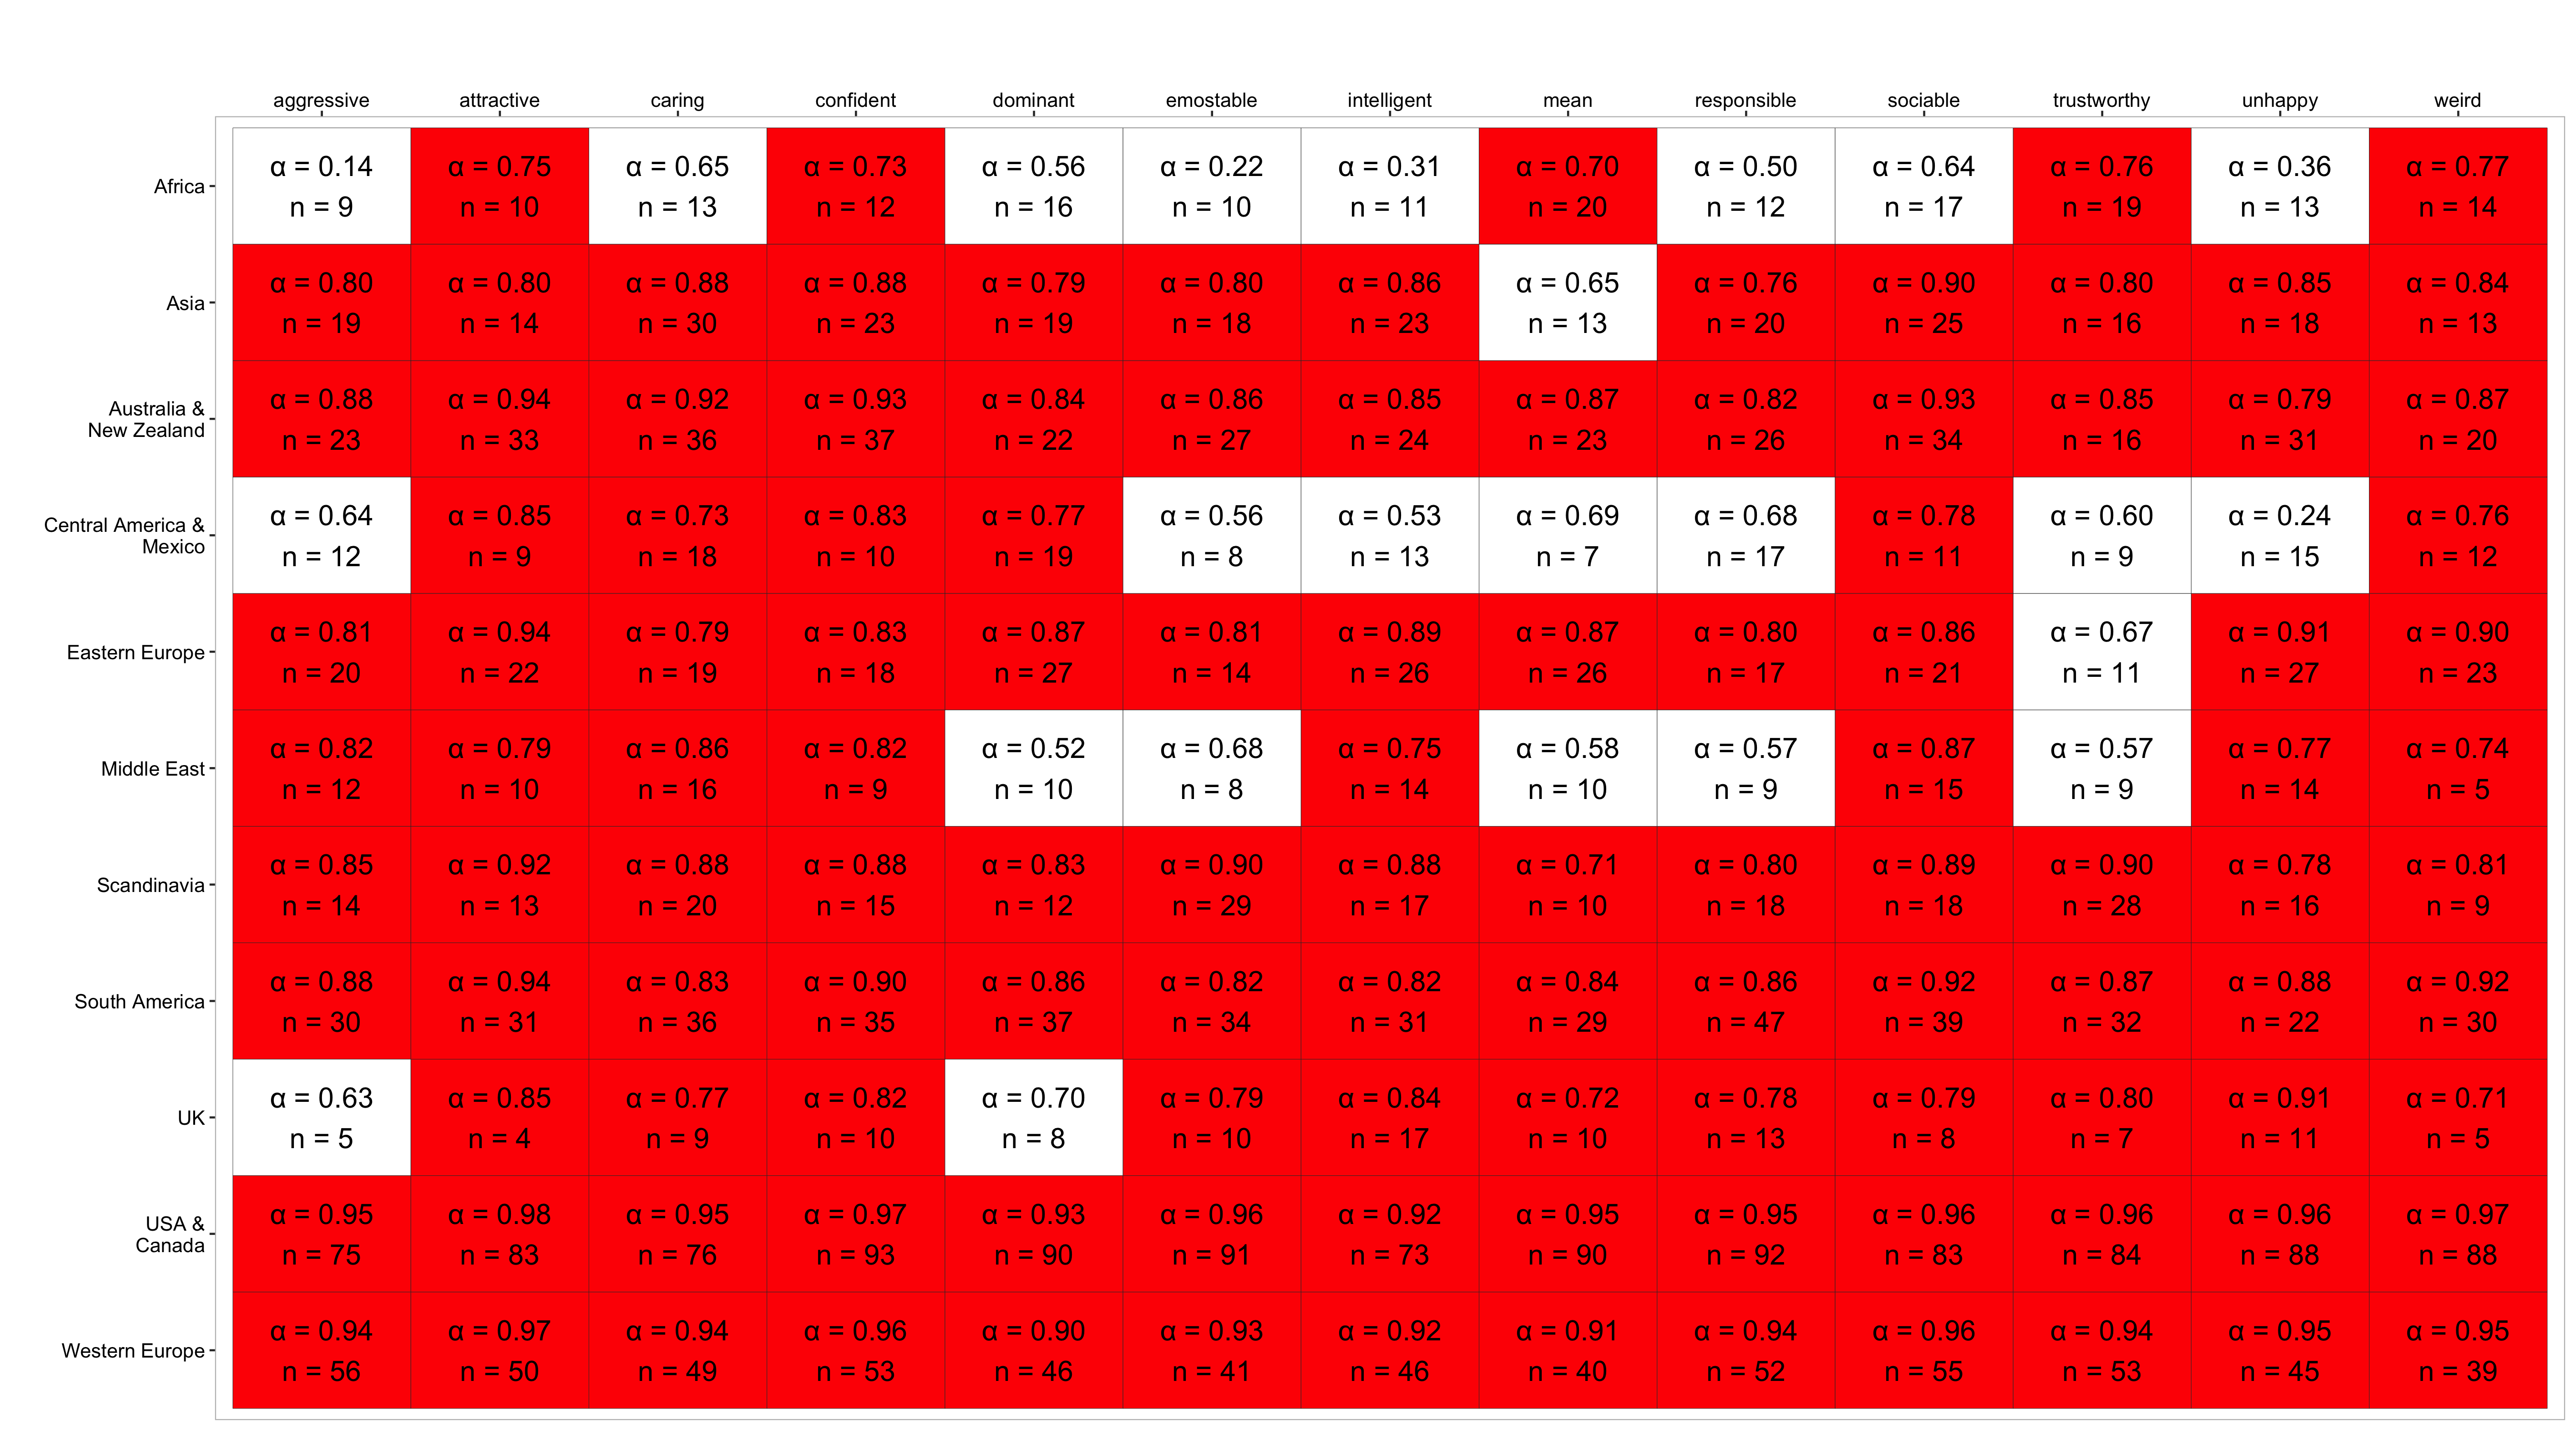 aggressive attractive caring confident dominant emostable intelligent mean responsible sociable trustworthy unhappy weird
Africa α = 0.14 α = 0.75 α = 0.65 α = 0.73 α = 0.56 α = 0.22 α = 0.31 α = 0.70 α = 0.50 α = 0.64 α = 0.76 α = 0.36 α = 0.77
n = 9 n = 10 n = 13 n = 12 n = 16 n = 10 n = 11 n = 20 n = 12 n = 17 n = 19 n = 13 n = 14
Asia α = 0.80 α = 0.80 α = 0.88 α = 0.88 α = 0.79 α = 0.80 α = 0.86 α = 0.65 α = 0.76 α = 0.90 α = 0.80 α = 0.85 α = 0.84
n = 19 n = 14 n = 30 n = 23 n = 19 n = 18 n = 23 n = 13 n = 20 n = 25 n = 16 n = 18 n = 13
Australia & α = 0.88 α = 0.94 α = 0.92 α = 0.93 α = 0.84 α = 0.86 α = 0.85 α = 0.87 α = 0.82 α = 0.93 α = 0.85 α = 0.79 α = 0.87
New Zealand n = 23 n = 33 n = 36 n = 37 n = 22 n = 27 n = 24 n = 23 n = 26 n = 34 n = 16 n = 31 n = 20
Central America & α = 0.64 α = 0.85 α = 0.73 α = 0.83 α = 0.77 α = 0.56 α = 0.53 α = 0.69 α = 0.68 α = 0.78 α = 0.60 α = 0.24 α = 0.76
Mexico n = 12 n = 9 n = 18 n = 10 n = 19 n = 8 n = 13 n = 7 n = 17 n = 11 n = 9 n = 15 n = 12
Eastern Europe α = 0.81 α = 0.94 α = 0.79 α = 0.83 α = 0.87 α = 0.81 α = 0.89 α = 0.87 α = 0.80 α = 0.86 α = 0.67 α = 0.91 α = 0.90
n = 20 n = 22 n = 19 n = 18 n = 27 n = 14 n = 26 n = 26 n = 17 n = 21 n = 11 n = 27 n = 23
Middle East α = 0.82 α = 0.79 α = 0.86 α = 0.82 α = 0.52 α = 0.68 α = 0.75 α = 0.58 α = 0.57 α = 0.87 α = 0.57 α = 0.77 α = 0.74
n = 12 n = 10 n = 16 n = 9 n = 10 n = 8 n = 14 n = 10 n = 9 n = 15 n = 9 n = 14 n = 5
Scandinavia α = 0.85 α = 0.92 α = 0.88 α = 0.88 α = 0.83 α = 0.90 α = 0.88 α = 0.71 α = 0.80 α = 0.89 α = 0.90 α = 0.78 α = 0.81
n = 14 n = 13 n = 20 n = 15 n = 12 n = 29 n = 17 n = 10 n = 18 n = 18 n = 28 n = 16 n = 9
South America α = 0.88 α = 0.94 α = 0.83 α = 0.90 α = 0.86 α = 0.82 α = 0.82 α = 0.84 α = 0.86 α = 0.92 α = 0.87 α = 0.88 α = 0.92
n = 30 n = 31 n = 36 n = 35 n = 37 n = 34 n = 31 n = 29 n = 47 n = 39 n = 32 n = 22 n = 30
UK α = 0.63 α = 0.85 α = 0.77 α = 0.82 α = 0.70 α = 0.79 α = 0.84 α = 0.72 α = 0.78 α = 0.79 α = 0.80 α = 0.91 α = 0.71
n = 5 n = 4 n = 9 n = 10 n = 8 n = 10 n = 17 n = 10 n = 13 n = 8 n = 7 n = 11 n = 5
USA & α = 0.95 α = 0.98 α = 0.95 α = 0.97 α = 0.93 α = 0.96 α = 0.92 α = 0.95 α = 0.95 α = 0.96 α = 0.96 α = 0.96 α = 0.97
Canada n = 75 n = 83 n = 76 n = 93 n = 90 n = 91 n = 73 n = 90 n = 92 n = 83 n = 84 n = 88 n = 88
Western Europe α = 0.94 α = 0.97 α = 0.94 α = 0.96 α = 0.90 α = 0.93 α = 0.92 α = 0.91 α = 0.94 α = 0.96 α = 0.94 α = 0.95 α = 0.95
n = 56 n = 50 n = 49 n = 53 n = 46 n = 41 n = 46 n = 40 n = 52 n = 55 n = 53 n = 45 n = 39